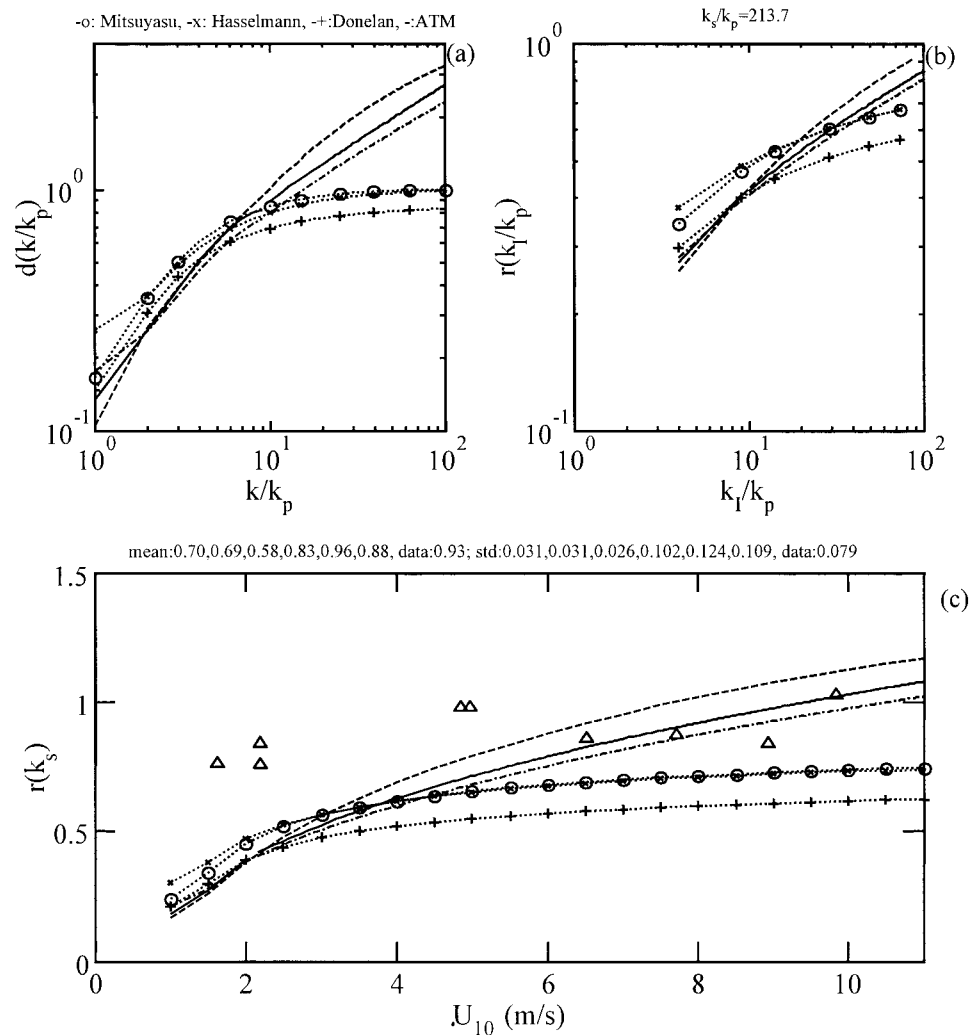 -o: Mitsuyasu, -x: Hasselmann, -+:Donelan, -:ATM
k_s/k_p=213.7
(a)
10^0
10^-1
d(k/k_p)
10^0
10^1
10^2
k/k_p
(b)
10^0
10^-1
r(k_I/k_p)
10^0
10^1
10^2
k_I/k_p
mean:0.70,0.69,0.58,0.83,0.96,0.88, data:0.93; std:0.031,0.031,0.026,0.102,0.124,0.109, data:0.079
(c)
1.5
1
0.5
0
r(k_s)
0 2 4 6 8 10
U_10 (m/s)